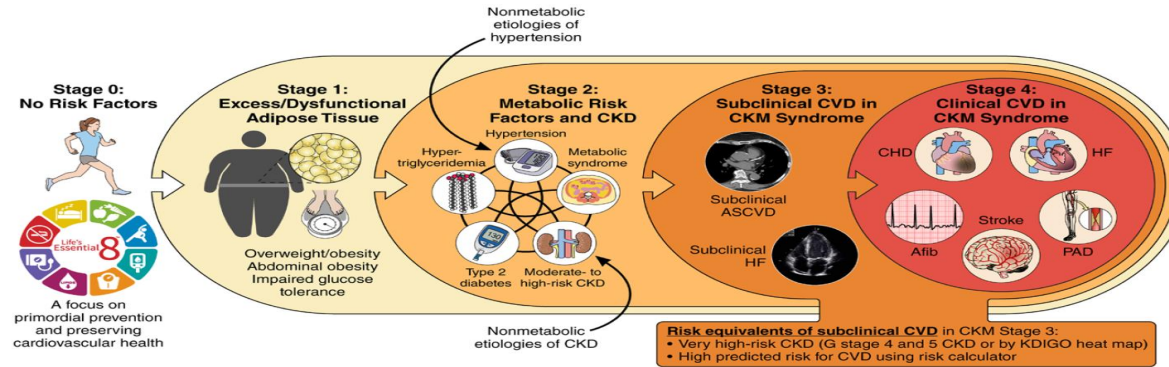 Nonmetabolic
etiologies of
hypertension
Stage 0:
No Risk Factors
Life's
Essential 8
A focus on
primordial prevention
and preserving
cardiovascular health
Stage 1:
Excess/Dysfunctional
Adipose Tissue
Overweight/obesity
Abdominal obesity
Impaired glucose
tolerance
Stage 2:
Metabolic Risk
Factors and CKD
Hypertension
Hyper-
triglyceridemia
Metabolic
syndrome
130
Type 2
diabetes
Moderate- to
high-risk CKD
Nonmetabolic
etiologies of CKD
Stage 3:
Subclinical CVD in
CKM Syndrome
Subclinical
ASCVD
Subclinical
HF
Stage 4:
Clinical CVD in
CKM Syndrome
CHD
HF
Afib
Stroke
PAD
Risk equivalents of subclinical CVD in CKM Stage 3:
• Very high-risk CKD (G stage 4 and 5 CKD or by KDIGO heat map)
• High predicted risk for CVD using risk calculator